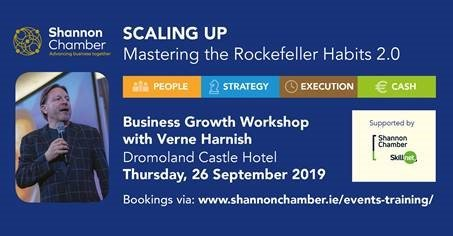 Shannon
Chamber
Advancing business together
SCALING UP
Mastering the Rockefeller Habits 2.0
PEOPLE
STRATEGY
EXECUTION
€ CASH
Business Growth Workshop
with Verne Harnish
Dromoland Castle Hotel
Thursday, 26 September 2019
Supported by
Shannon
Chamber
Skillnet
Bookings via: www.shannonchamber.ie/events-training/